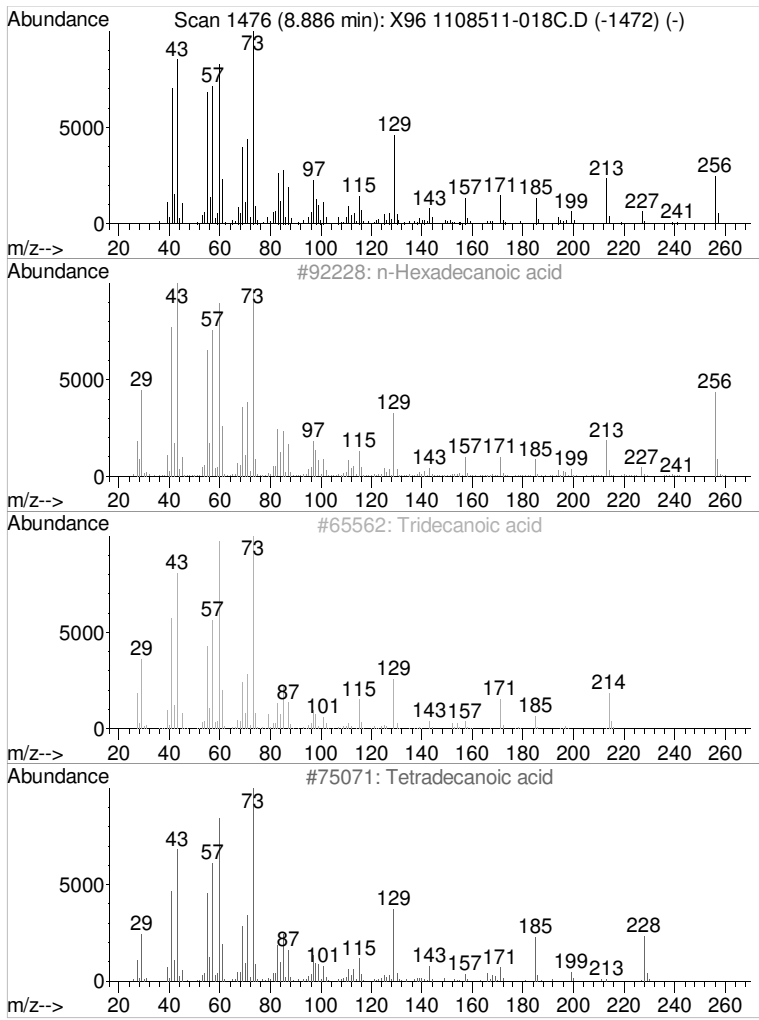 Abundance Scan 1476 (8.886 min): X96 1108511-018C.D (-1472) (-)
43 73
57
5000 129
97 213 256
115 143 157 171 185 199 227 241
0
20 40 60 80 100 120 140 160 180 200 220 240 260
m/z-->
Abundance #92228: n-Hexadecanoic acid
43 73
57
5000 29 256
129
97 115 143 157 171 185 199 213 227 241
0
20 40 60 80 100 120 140 160 180 200 220 240 260
m/z-->
Abundance #65562: Tridecanoic acid
73
43
57
5000
29 129
87 101 115 143 157 171 185 214
0
20 40 60 80 100 120 140 160 180 200 220 240 260
m/z-->
Abundance #75071: Tetradecanoic acid
73
43 57
5000
29 129 185 228
87 101 115 143 157 171 199 213
0
20 40 60 80 100 120 140 160 180 200 220 240 260
m/z-->